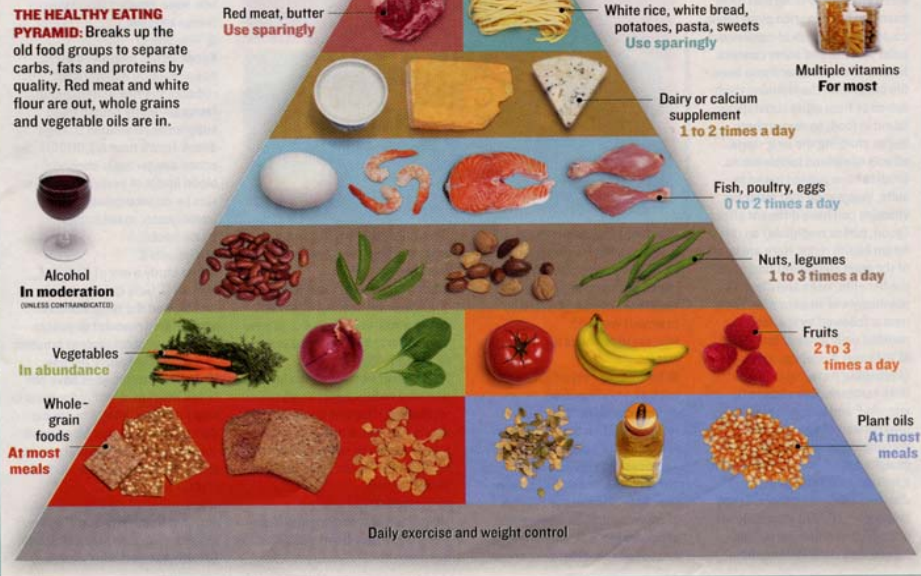 THE HEALTHY EATING
PYRAMID: Breaks up the
old food groups to separate
carbs, fats and proteins by
quality. Red meat and white
flour are out, whole grains
and vegetable oils are in.
Red meat, butter
Use sparingly
White rice, white bread,
potatoes, pasta, sweets
Use sparingly
Multiple vitamins
For most
Dairy or calcium
supplement
1 to 2 times a day
Fish, poultry, eggs
0 to 2 times a day
Alcohol
In moderation
(UNLESS CONTRAINDICATED)
Nuts, legumes
1 to 3 times a day
Vegetables
In abundance
Fruits
2 to 3
times a day
Whole-
grain
foods
At most
meals
Plant oils
At most
meals
Daily exercise and weight control